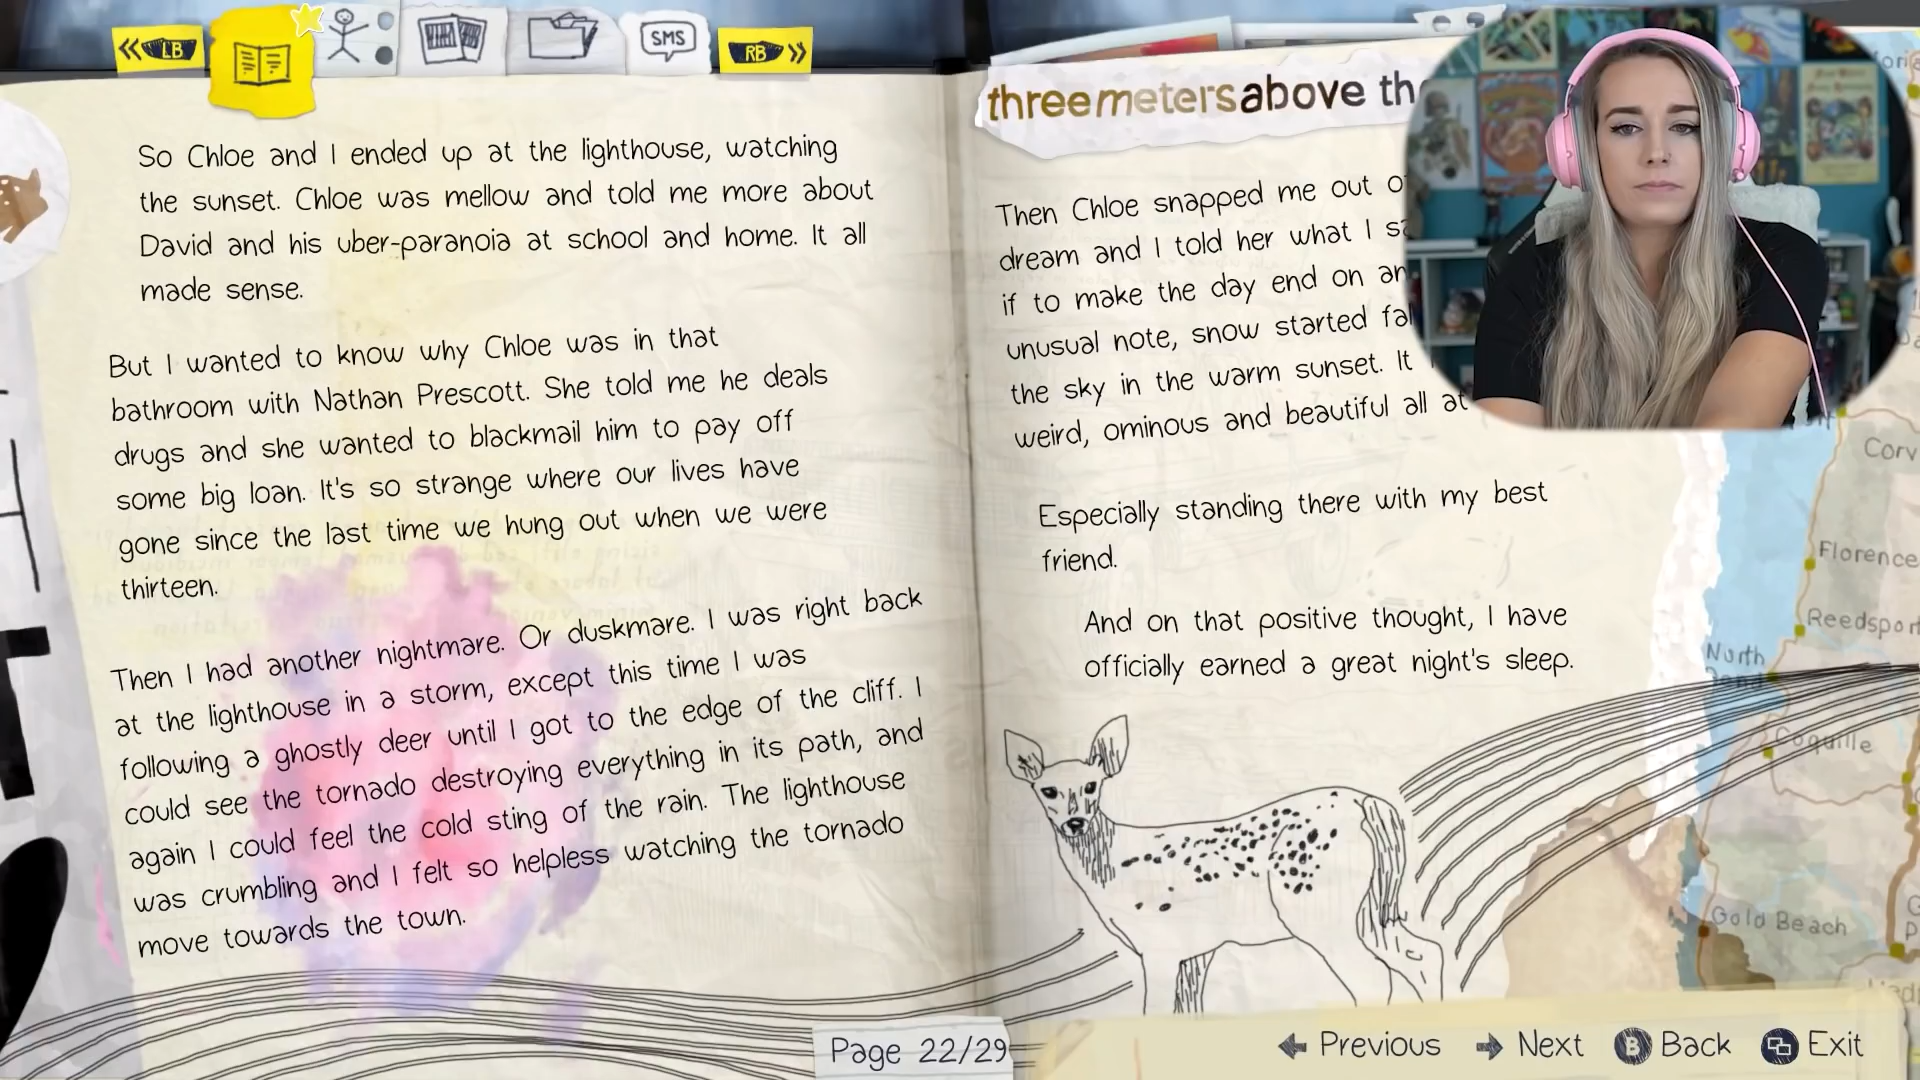 LB
SMS
RB
So Chloe and I ended up at the lighthouse, watching
the sunset. Chloe was mellow and told me more about
David and his uber-paranoia at school and home. It all
made sense.
But I wanted to know why Chloe was in that
bathroom with Nathan Prescott. She told me he deals
drugs and she wanted to blackmail him to pay off
some big loan. It's so strange where our lives have
gone since the last time we hung out when we were
thirteen.
Then I had another nightmare. Or duskmare. I was right back
at the lighthouse in a storm, except this time I was
following a ghostly deer until I got to the edge of the cliff. I
could see the tornado destroying everything in its path, and
again I could feel the cold sting of the rain. The lighthouse
was crumbling and I felt so helpless watching the tornado
move towards the town.
threemetersabove
Then Chloe snapped me out
dream and I told her what I
if to make the day end on
unusual note, snow started
the sky in the warm sunset. It
weird, ominous and beautiful all at
Especially standing there with my best
friend.
And on that positive thought, I have
officially earned a great night's sleep.
Florence
Reedsport
North
Coquille
Gold Beach
Page 22/29
Previous
Next
B Back
Exit